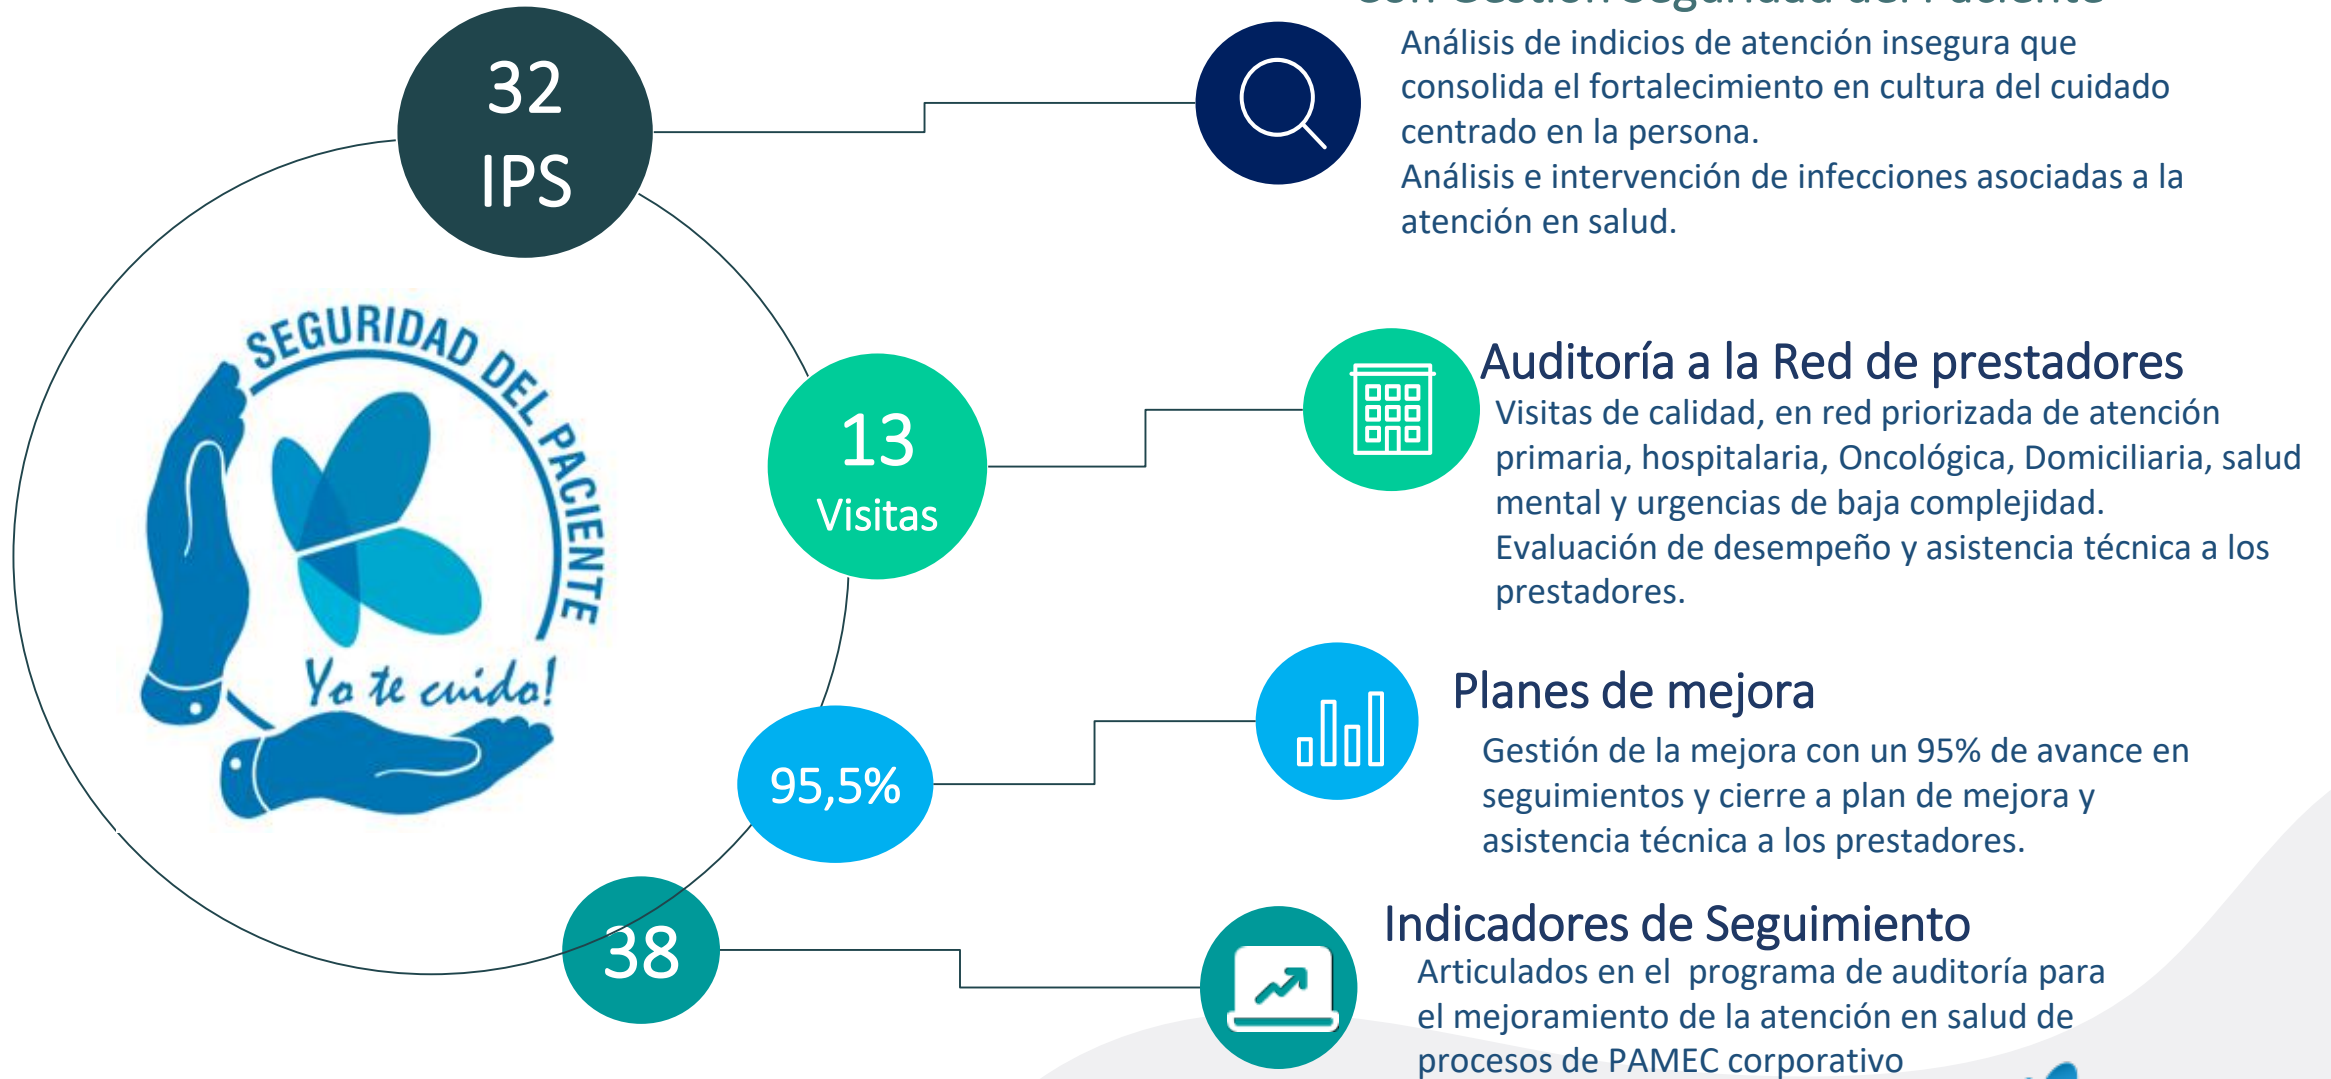 con Gestión Seguridad del Paciente
32
IPS
Análisis de indicios de atención insegura que
consolida el fortalecimiento en cultura del cuidado
centrado en la persona.
Análisis e intervención de infecciones asociadas a la
atención en salud.
SEGURIDAD DEL PACIENTE
Yo te cuido!
13
Visitas
Auditoría a la Red de prestadores
Visitas de calidad, en red priorizada de atención
primaria, hospitalaria, Oncológica, Domiciliaria, salud
mental y urgencias de baja complejidad.
Evaluación de desempeño y asistencia técnica a los
prestadores.
95,5%
Planes de mejora
Gestión de la mejora con un 95% de avance en
seguimientos y cierre a plan de mejora y
asistencia técnica a los prestadores.
38
Indicadores de Seguimiento
Articulados en el programa de auditoría para
el mejoramiento de la atención en salud de
procesos de PAMEC corporativo